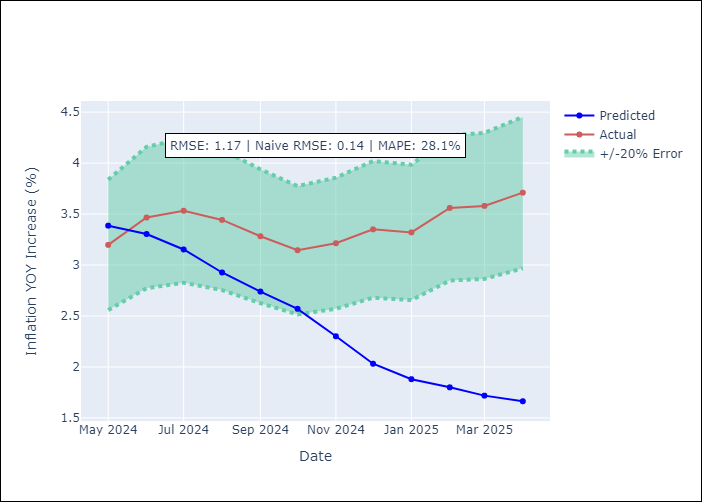 4.5
4
3.5
3
2.5
2
1.5
Inflation YOY Increase (%)
RMSE: 1.17 | Naive RMSE: 0.14 | MAPE: 28.1%
May 2024
Jul 2024
Sep 2024
Nov 2024
Jan 2025
Mar 2025
Date
Predicted
Actual
+/-20% Error